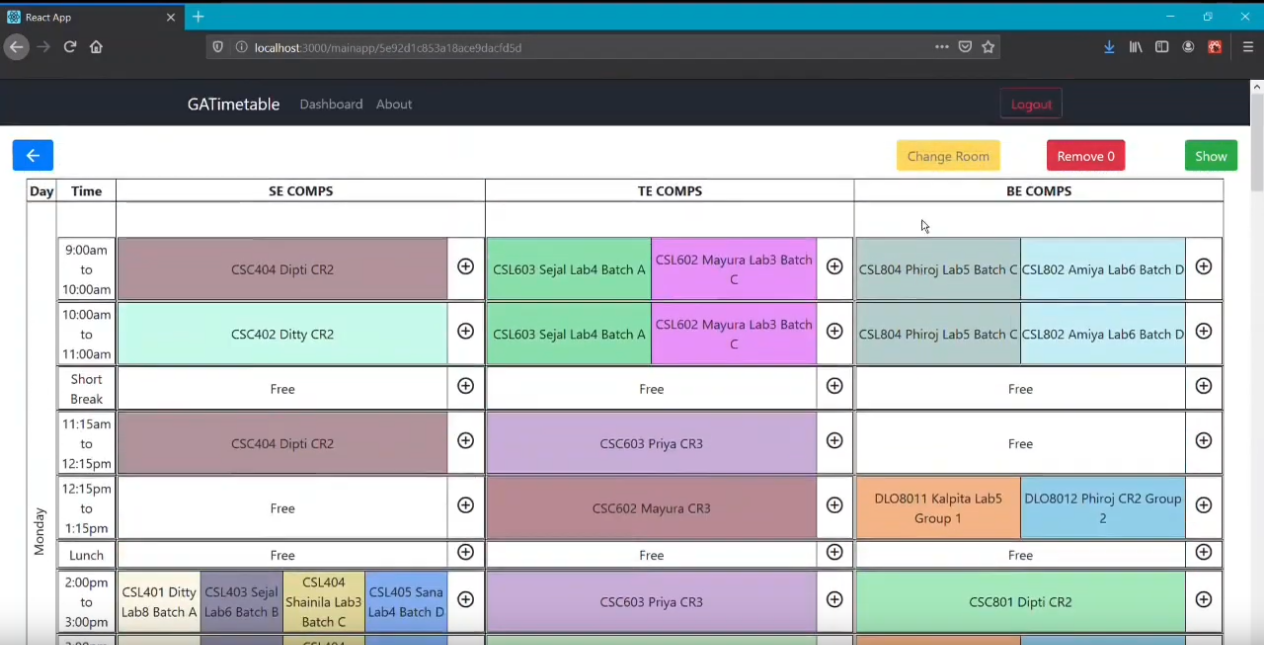 React App
localhost:3000/mainapp/5e92d1c853a18ace9dacfd5d
GATimetable Dashboard About Logout
Change Room Remove 0 Show
Day Time SE COMPS TE COMPS BE COMPS
Monday
9:00am
to
10:00am
CSC404 Dipti CR2
CSL603 Sejal Lab4 Batch A
CSL602 Mayura Lab3 Batch
C
CSL804 Phiroj Lab5 Batch C
CSL802 Amiya Lab6 Batch D
10:00am
to
11:00am
CSC402 Ditty CR2
CSL603 Sejal Lab4 Batch A
CSL602 Mayura Lab3 Batch
C
CSL804 Phiroj Lab5 Batch C
CSL802 Amiya Lab6 Batch D
Short
Break
Free
Free
Free
11:15am
to
12:15pm
CSC404 Dipti CR2
CSC603 Priya CR3
Free
12:15pm
to
1:15pm
Free
CSC602 Mayura CR3
DLO8011 Kalpita Lab5
Group 1
DLO8012 Phiroj CR2 Group
2
Lunch
Free
Free
Free
2:00pm
to
3:00pm
CSL401 Ditty
Lab8 Batch A
CSL403 Sejal
Lab6 Batch B
CSL404
Shainila Lab3
Batch C
CSL405 Sana
Lab4 Batch D
CSC603 Priya CR3
CSC801 Dipti CR2